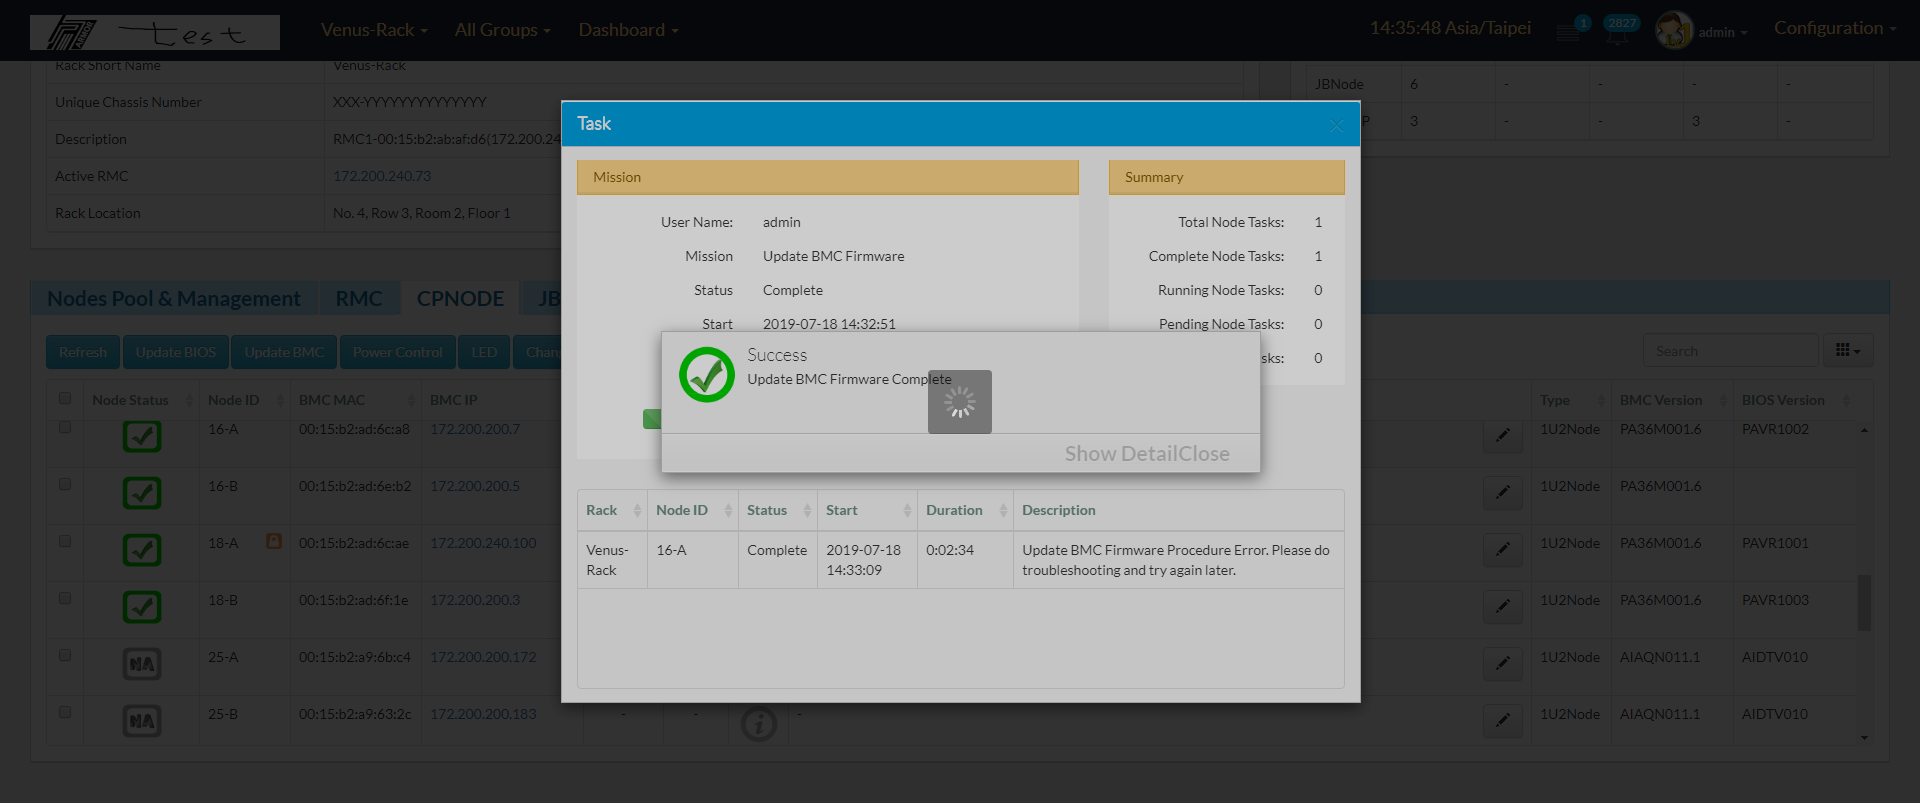 test
Venus-Rack
All Groups
Dashboard
14:35:48 Asia/Taipei
1
2827
admin
Configuration
Rack Short Name Venus-Rack
Unique Chassis Number XXX-YYYYYYYYYYYYYY
Description RMC1-00:15:b2:ab:af:d6(172.200.24
Active RMC 172.200.240.73
Rack Location No. 4, Row 3, Room 2, Floor 1
JBNode 6 - - - -
P 3 - - 3 -
Task
Mission
User Name: admin
Mission Update BMC Firmware
Status Complete
Start 2019-07-18 14:32:51
Summary
Total Node Tasks: 1
Complete Node Tasks: 1
Running Node Tasks: 0
Pending Node Tasks: 0
sks: 0
Success
Update BMC Firmware Complete
Show DetailClose
Rack Node ID Status Start Duration Description
Venus-Rack 16-A Complete 2019-07-18 14:33:09 0:02:34 Update BMC Firmware Procedure Error. Please do
troubleshooting and try again later.
Nodes Pool & Management RMC CPNODE JB
Refresh Update BIOS Update BMC Power Control LED Chan
Search
Node Status Node ID BMC MAC BMC IP Type BMC Version BIOS Version
16-A 00:15:b2:ad:6c:a8 172.200.200.7 1U2Node PA36M001.6 PAVR1002
16-B 00:15:b2:ad:6e:b2 172.200.200.5 1U2Node PA36M001.6
18-A 00:15:b2:ad:6c:ae 172.200.240.100 1U2Node PA36M001.6 PAVR1001
18-B 00:15:b2:ad:6f:1e 172.200.200.3 1U2Node PA36M001.6 PAVR1003
NA 25-A 00:15:b2:a9:6b:c4 172.200.200.172 1U2Node AIAQN011.1 AIDTV010
NA 25-B 00:15:b2:a9:63:2c 172.200.200.183 - - - 1U2Node AIAQN011.1 AIDTV010